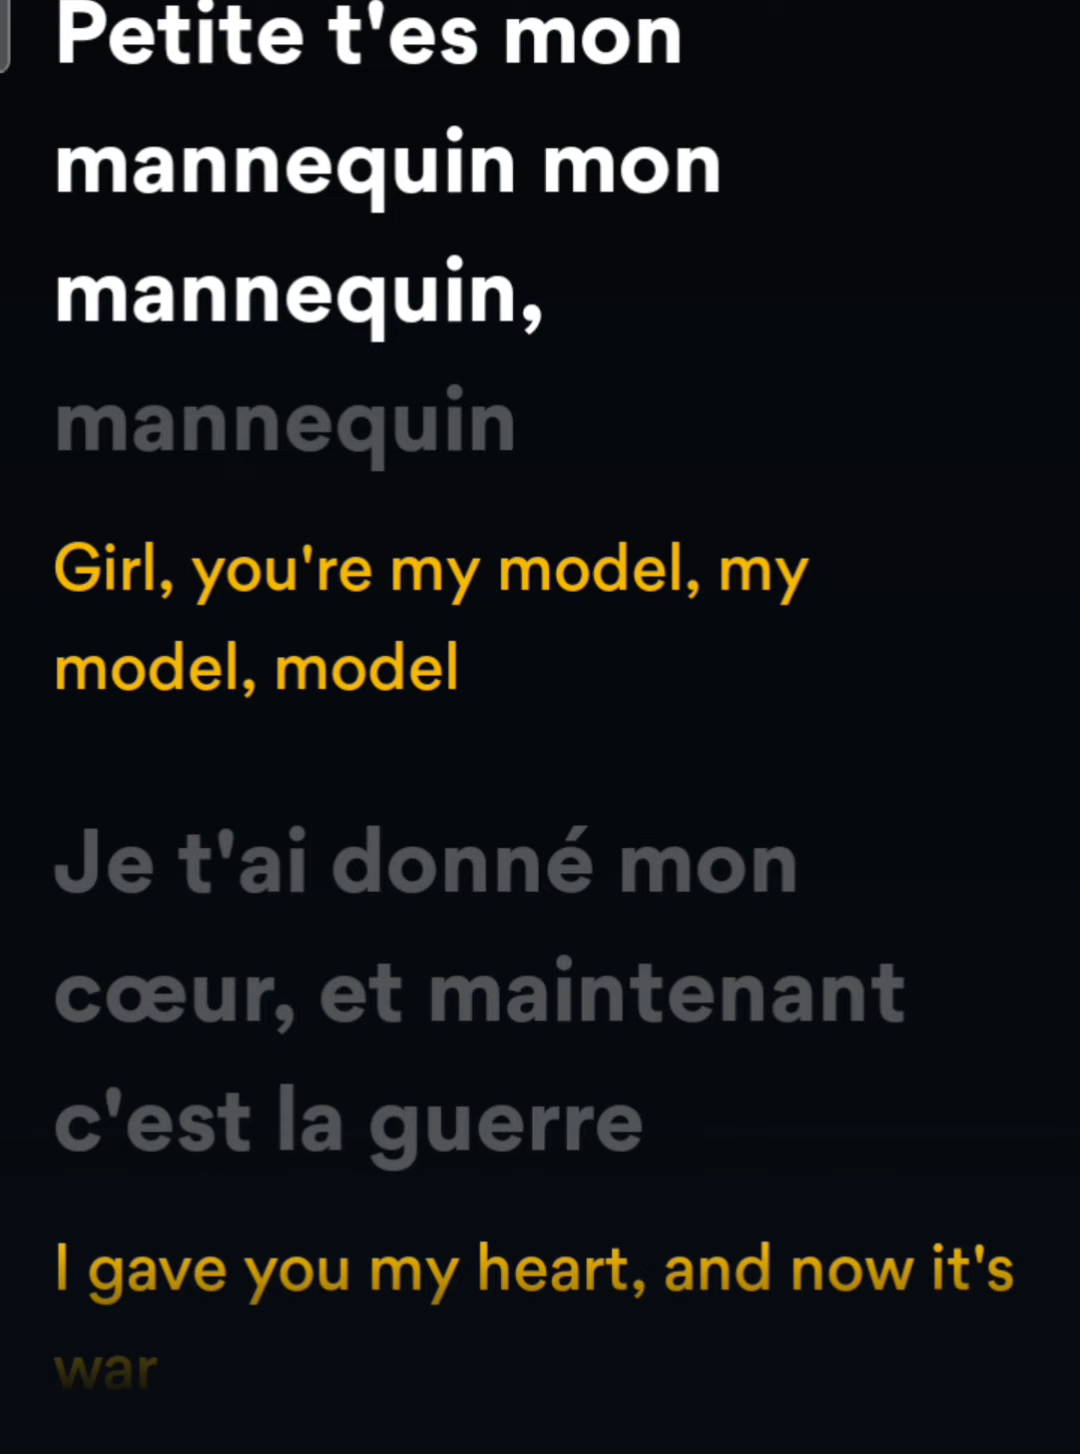 Petite t'es mon
mannequin mon
mannequin,
mannequin
Girl, you're my model, my
model, model
Je t'ai donné mon
cœur, et maintenant
c'est la guerre
I gave you my heart, and now it's
war